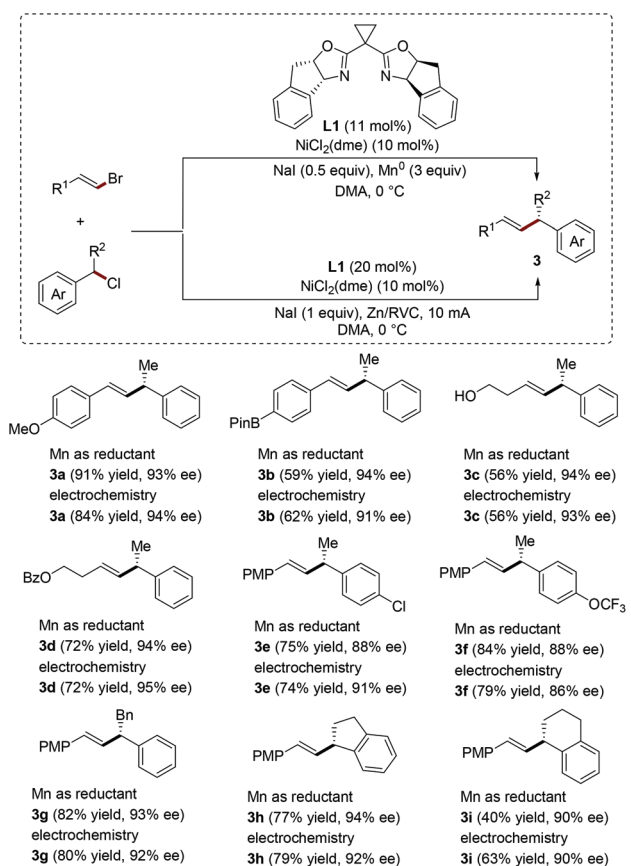 O
O
N
N
L1 (11 mol%)
NiCl2(dme) (10 mol%)
NaI (0.5 equiv), Mn0 (3 equiv)
DMA, 0 °C
R1
Br
+
R2
Ar
Cl
R2
R1
Ar
3
L1 (20 mol%)
NiCl2(dme) (10 mol%)
NaI (1 equiv), Zn/RVC, 10 mA
DMA, 0 °C
Me
MeO
Mn as reductant
3a (91% yield, 93% ee)
electrochemistry
3a (84% yield, 94% ee)
Me
PinB
Mn as reductant
3b (59% yield, 94% ee)
electrochemistry
3b (62% yield, 91% ee)
Me
HO
Mn as reductant
3c (56% yield, 94% ee)
electrochemistry
3c (56% yield, 93% ee)
Me
BzO
Mn as reductant
3d (72% yield, 94% ee)
electrochemistry
3d (72% yield, 95% ee)
Me
PMP
Cl
Mn as reductant
3e (75% yield, 88% ee)
electrochemistry
3e (74% yield, 91% ee)
Me
PMP
OCF3
Mn as reductant
3f (84% yield, 88% ee)
electrochemistry
3f (79% yield, 86% ee)
Bn
PMP
Mn as reductant
3g (82% yield, 93% ee)
electrochemistry
3g (80% yield, 92% ee)
PMP
Mn as reductant
3h (77% yield, 94% ee)
electrochemistry
3h (79% yield, 92% ee)
PMP
Mn as reductant
3i (40% yield, 90% ee)
electrochemistry
3i (63% yield, 90% ee)